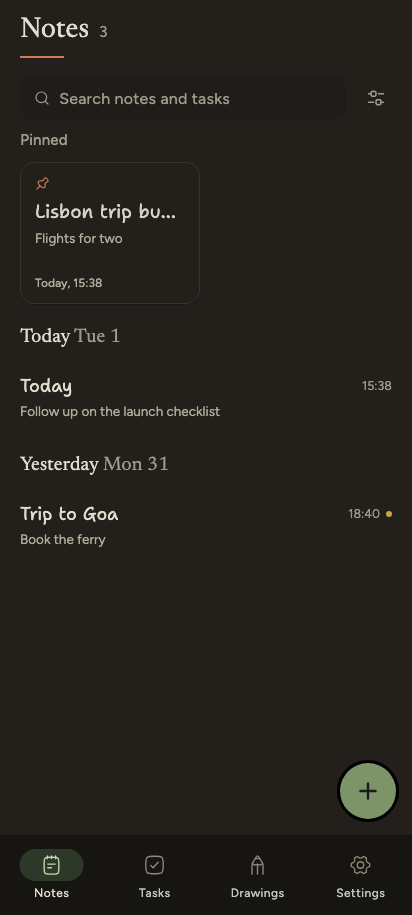 Notes 3
Search notes and tasks
Pinned
Lisbon trip bu...
Flights for two
Today, 15:38
Today Tue 1
Today 15:38
Follow up on the launch checklist
Yesterday Mon 31
Trip to Goa 18:40
Book the ferry
Notes Tasks Drawings Settings